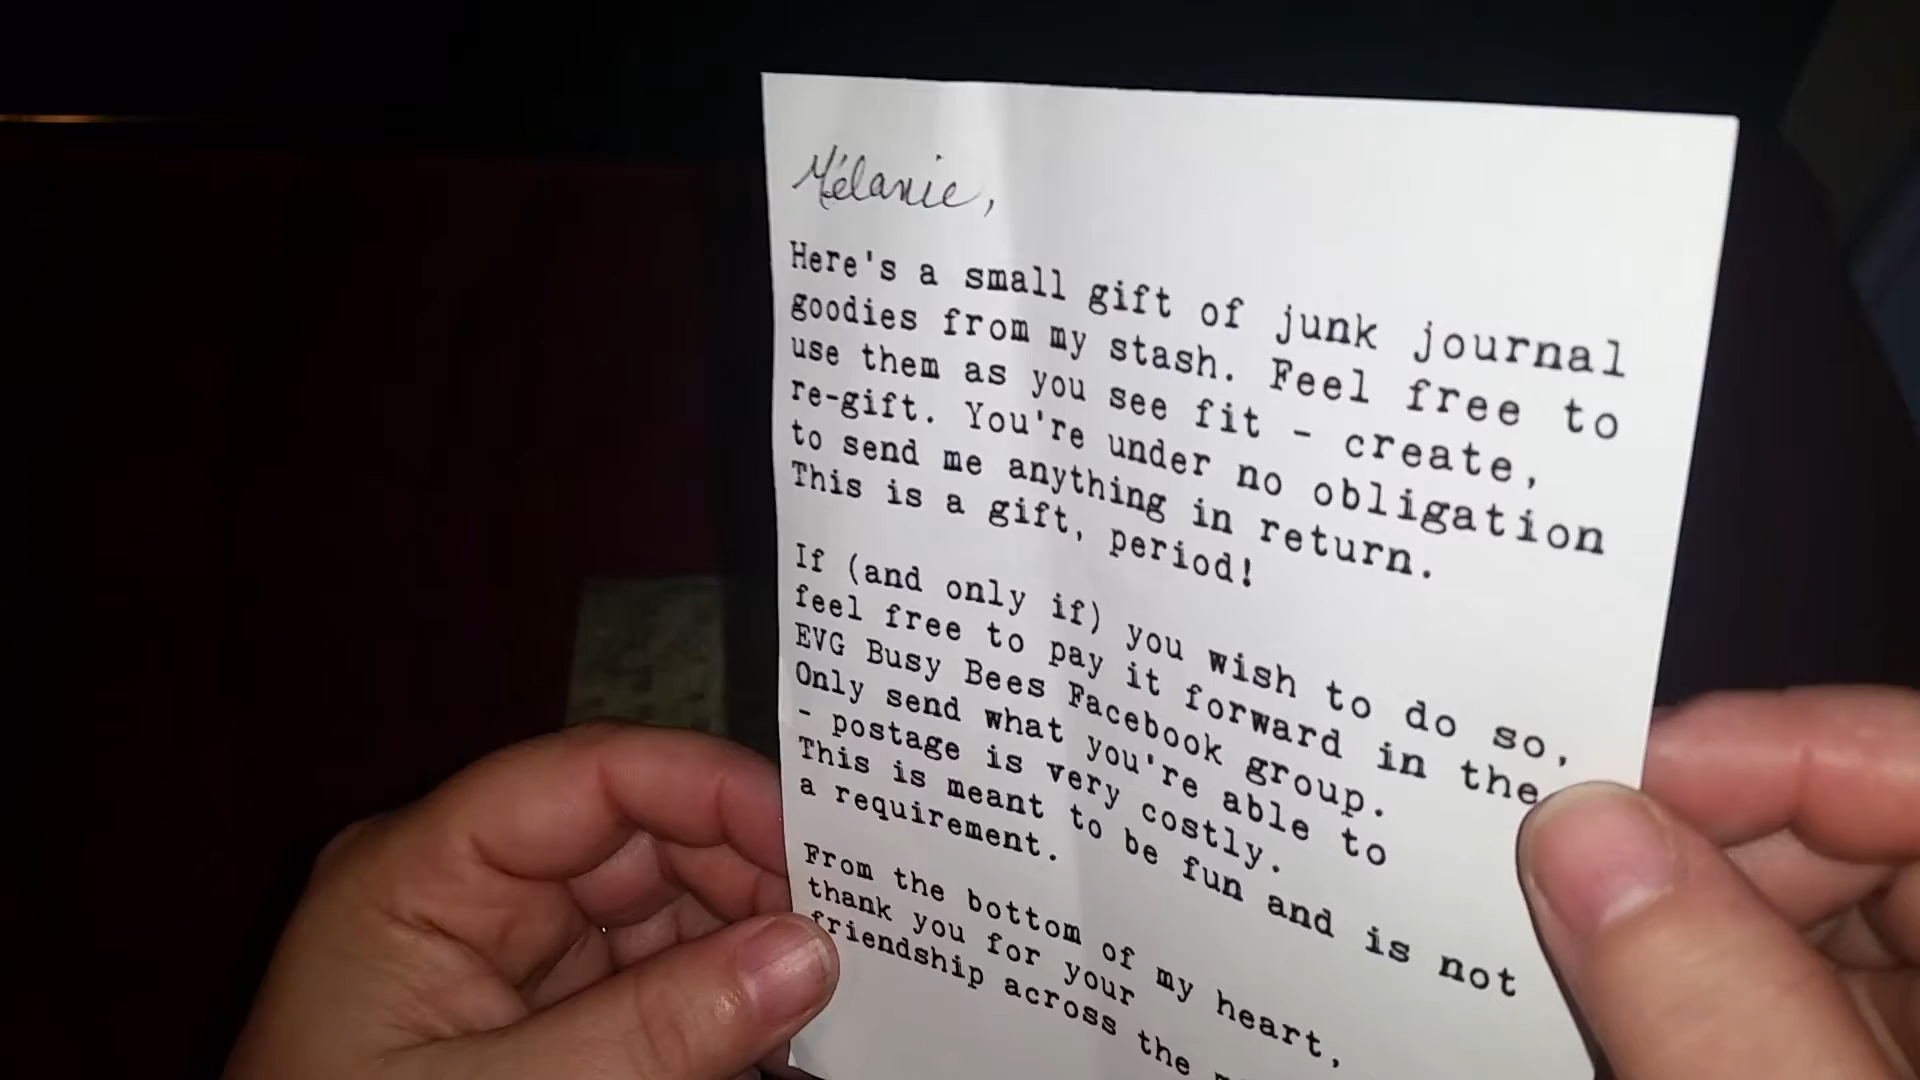 Mélanie,
Here's a small gift of junk journal
goodies from my stash. Feel free to
use them as you see fit - create,
re-gift. You're under no obligation
to send me anything in return.
This is a gift, period!
If (and only if) you wish to do so,
feel free to pay it forward in the
EVG Busy Bees Facebook group.
Only send what you're able to
- postage is very costly.
This is meant to be fun and is not
a requirement.
From the bottom of my heart,
thank you for your
friendship across the